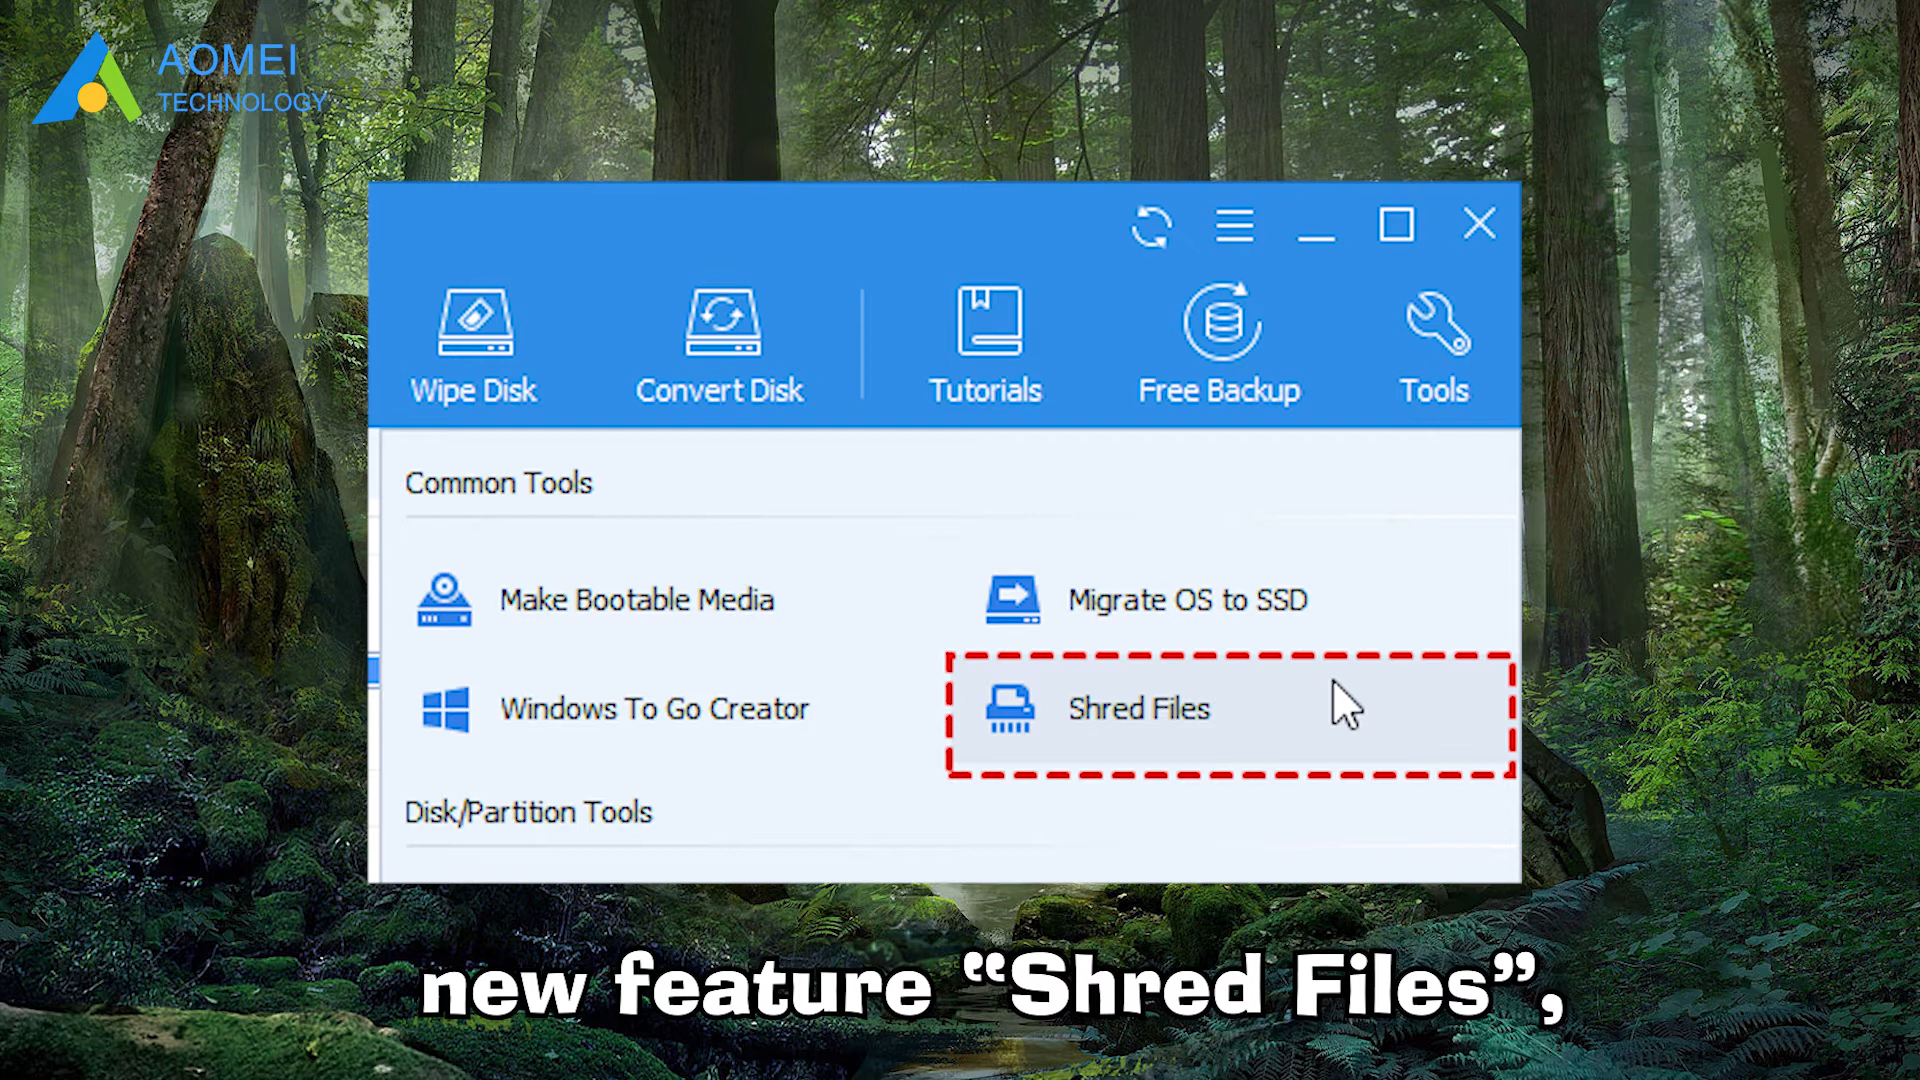 AOMEI
TECHNOLOGY
Wipe Disk
Convert Disk
Tutorials
Free Backup
Tools
Common Tools
Make Bootable Media
Migrate OS to SSD
Windows To Go Creator
Shred Files
Disk/Partition Tools
new feature “Shred Files”,